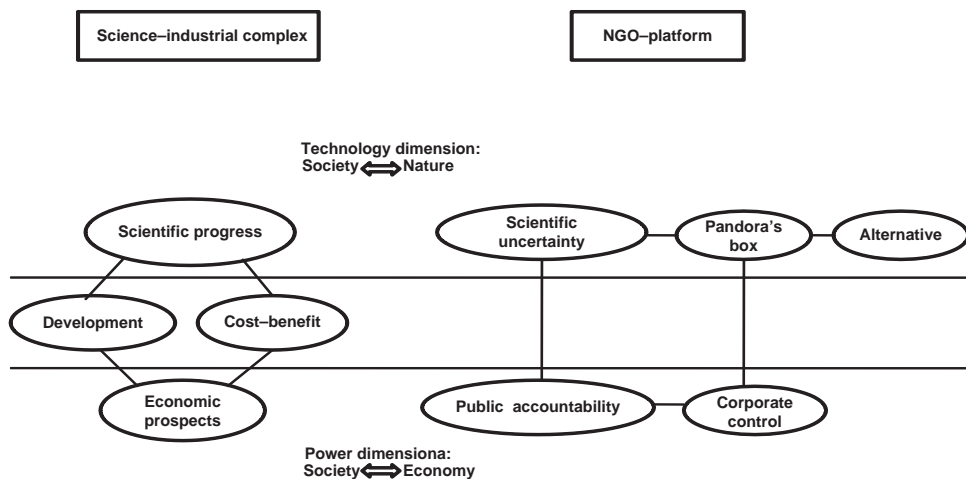 Science–industrial complex
NGO–platform
Technology dimension:
Society ⟺ Nature
Scientific progress
Scientific
uncertainty
Pandora's
box
Alternative
Development
Cost–benefit
Economic
prospects
Public accountability
Corporate
control
Power dimensiona:
Society ⟺ Economy